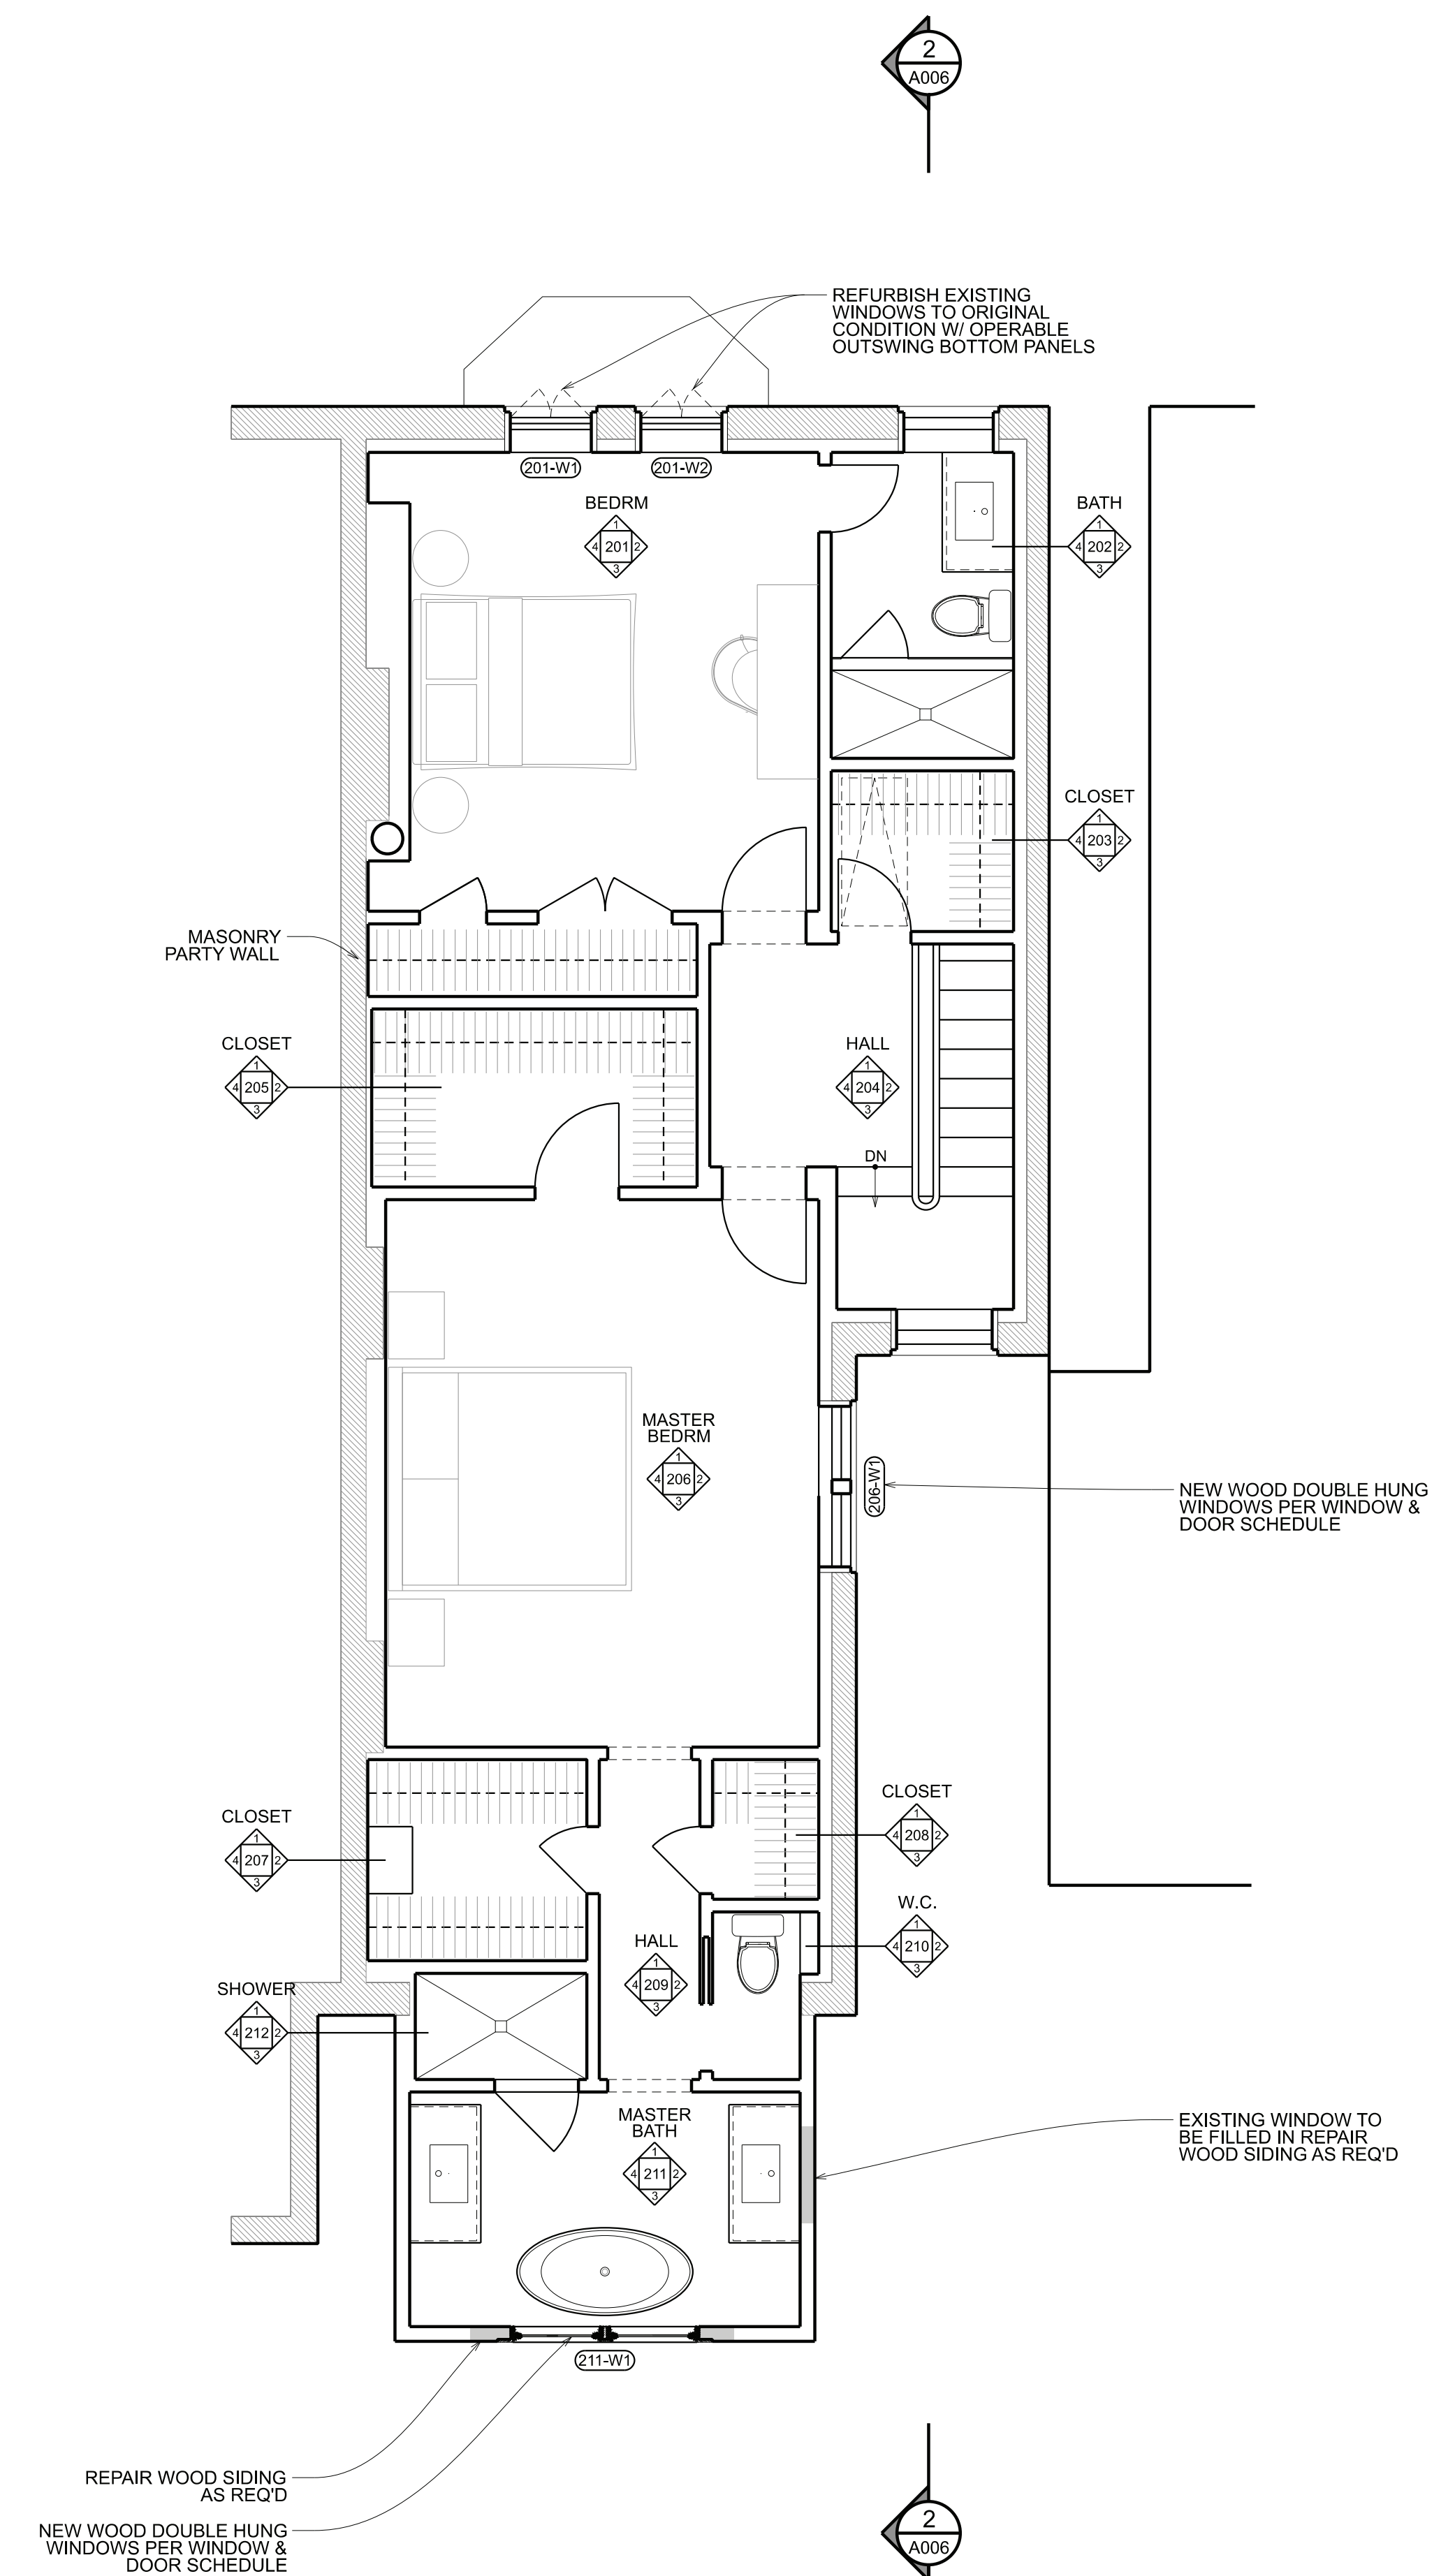 2
A006
REFURBISH EXISTING
WINDOWS TO ORIGINAL
CONDITION W/ OPERABLE
OUTSWING BOTTOM PANELS
201-W1
201-W2
BEDRM
1
4 201 2
3
BATH
1
4 202 2
3
CLOSET
1
4 203 2
3
MASONRY
PARTY WALL
CLOSET
1
4 205 2
3
HALL
1
4 204 2
3
DN
MASTER
BEDRM
1
4 206 2
3
206-W1
NEW WOOD DOUBLE HUNG
WINDOWS PER WINDOW &
DOOR SCHEDULE
CLOSET
1
4 207 2
3
CLOSET
1
4 208 2
3
W.C.
1
4 210 2
3
HALL
1
4 209 2
3
SHOWER
1
4 212 2
3
MASTER
BATH
1
4 211 2
3
EXISTING WINDOW TO
BE FILLED IN REPAIR
WOOD SIDING AS REQ'D
211-W1
REPAIR WOOD SIDING
AS REQ'D
NEW WOOD DOUBLE HUNG
WINDOWS PER WINDOW &
DOOR SCHEDULE
2
A006